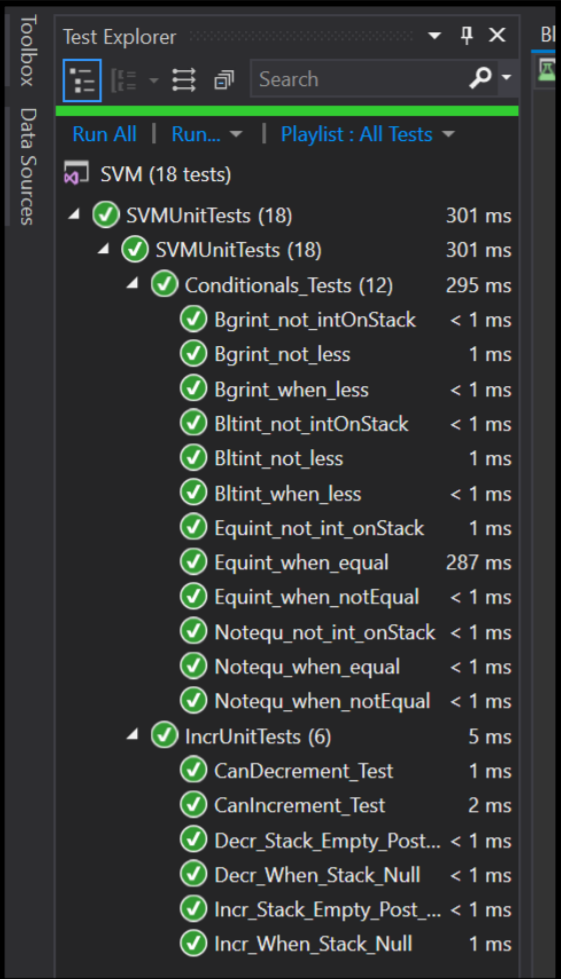 Toolbox
Data Sources
Test Explorer
Bl
Search
Run All | Run... | Playlist : All Tests
SVM (18 tests)
SVMUnitTests (18) 301 ms
SVMUnitTests (18) 301 ms
Conditionals_Tests (12) 295 ms
Bgrint_not_intOnStack < 1 ms
Bgrint_not_less 1 ms
Bgrint_when_less < 1 ms
Bltint_not_intOnStack < 1 ms
Bltint_not_less 1 ms
Bltint_when_less < 1 ms
Equint_not_int_onStack 1 ms
Equint_when_equal 287 ms
Equint_when_notEqual < 1 ms
Notequ_not_int_onStack < 1 ms
Notequ_when_equal < 1 ms
Notequ_when_notEqual < 1 ms
IncrUnitTests (6) 5 ms
CanDecrement_Test 1 ms
CanIncrement_Test 2 ms
Decr_Stack_Empty_Post... < 1 ms
Decr_When_Stack_Null < 1 ms
Incr_Stack_Empty_Post_... < 1 ms
Incr_When_Stack_Null 1 ms